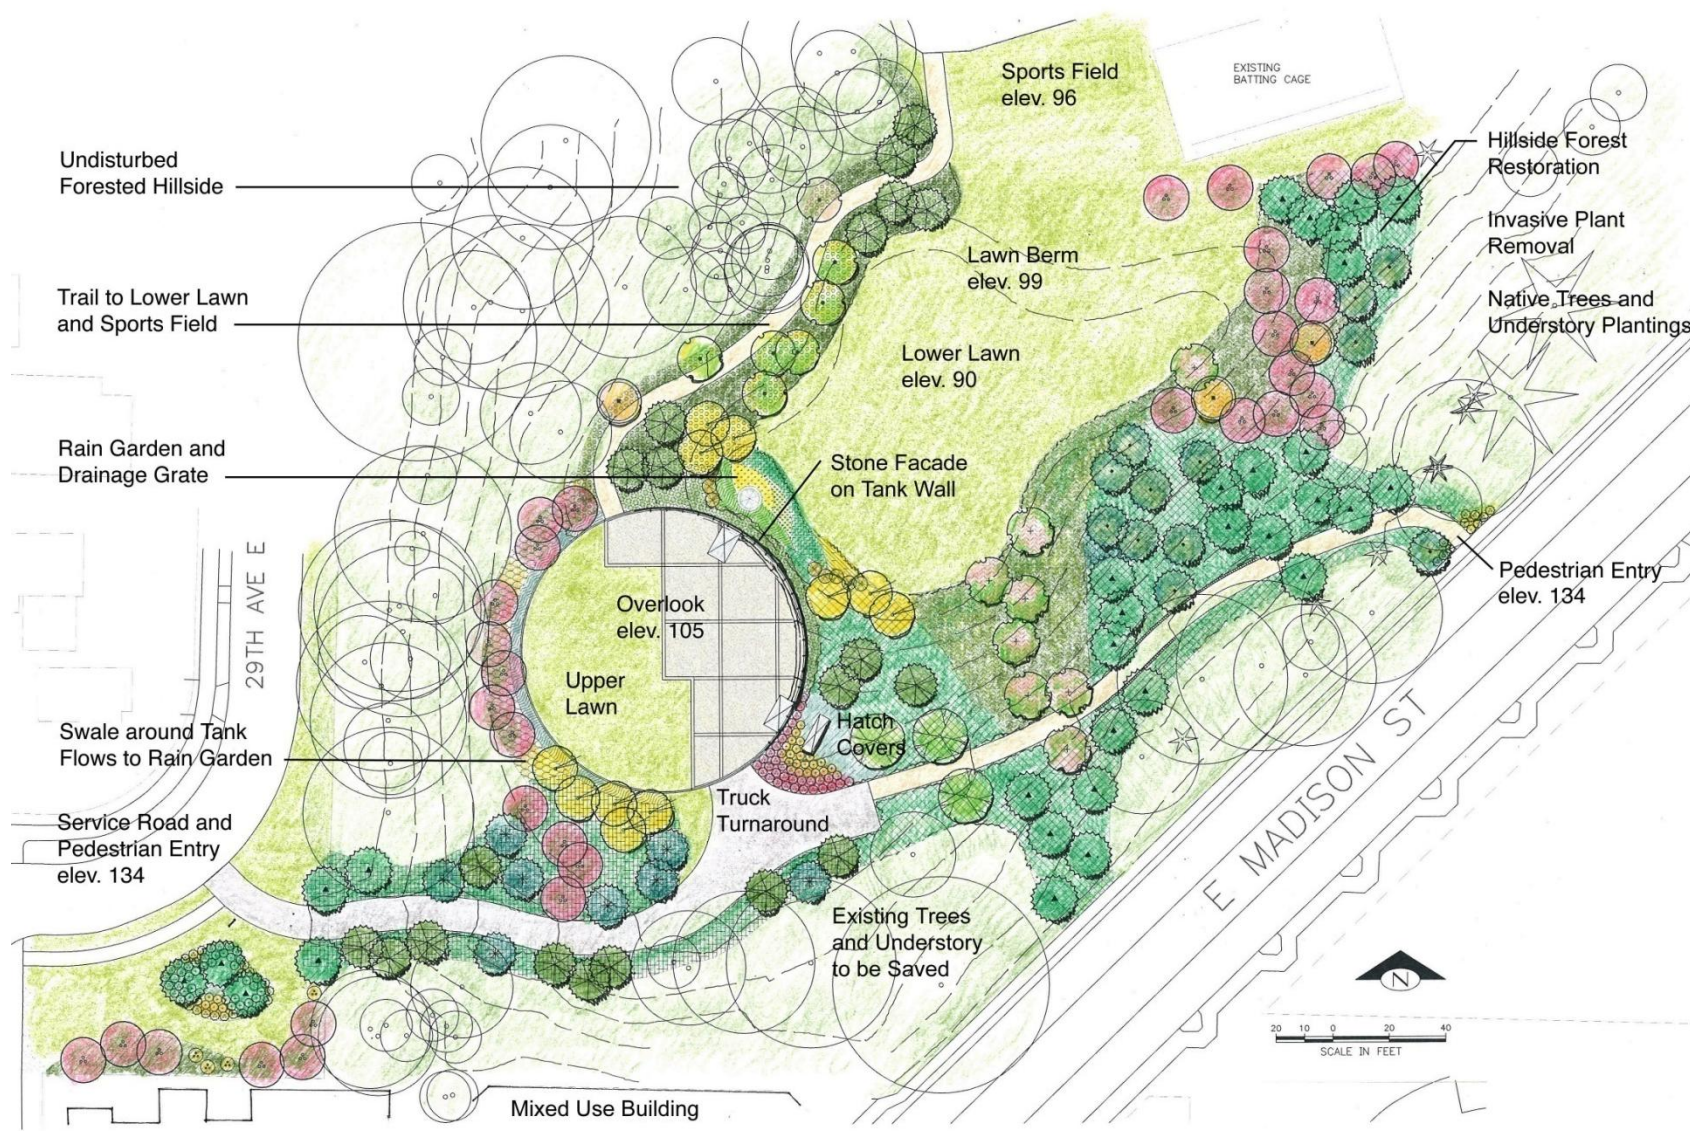 Sports Field
elev. 96
EXISTING
BATTING CAGE
Undisturbed
Forested Hillside
Hillside Forest
Restoration
Invasive Plant
Removal
Lawn Berm
elev. 99
Trail to Lower Lawn
and Sports Field
Native Trees and
Understory Plantings
Lower Lawn
elev. 90
Rain Garden and
Drainage Grate
Stone Facade
on Tank Wall
29TH AVE E
Overlook
elev. 105
Pedestrian Entry
elev. 134
Upper
Lawn
Swale around Tank
Flows to Rain Garden
Hatch
Covers
Truck
Turnaround
Service Road and
Pedestrian Entry
elev. 134
E MADISON ST
Existing Trees
and Understory
to be Saved
N
20 10 0 20 40
SCALE IN FEET
Mixed Use Building